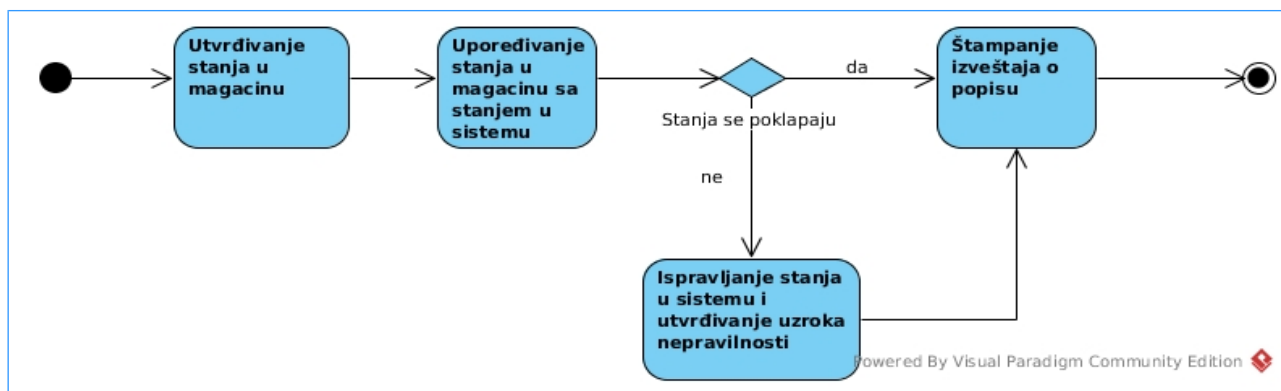 Utvrđivanje
stanja u
magacinu
Upoređivanje
stanja u
magacinu sa
stanjem u
sistemu
da
Stanja se poklapaju
ne
Štampanje
izveštaja o
popisu
Ispravljanje stanja
u sistemu i
utvrđivanje uzroka
nepravilnosti
Powered By Visual Paradigm Community Edition